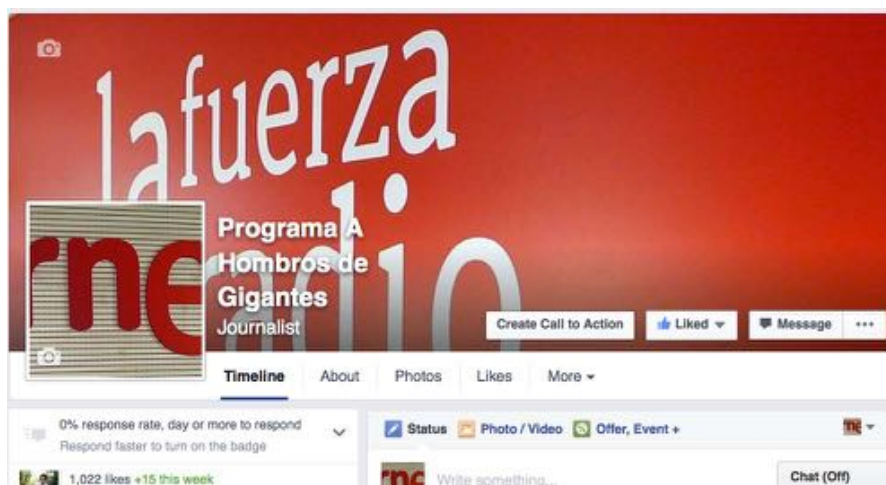 lafuerza
radio
rne
Programa A
Hombros de
Gigantes
Journalist
Create Call to Action
Liked
Message
Timeline
About
Photos
Likes
More
0% response rate, day or more to respond
Respond faster to turn on the badge
1,022 likes +15 this week
Status
Photo / Video
Offer, Event +
rne
rne
Write something...
Chat (Off)